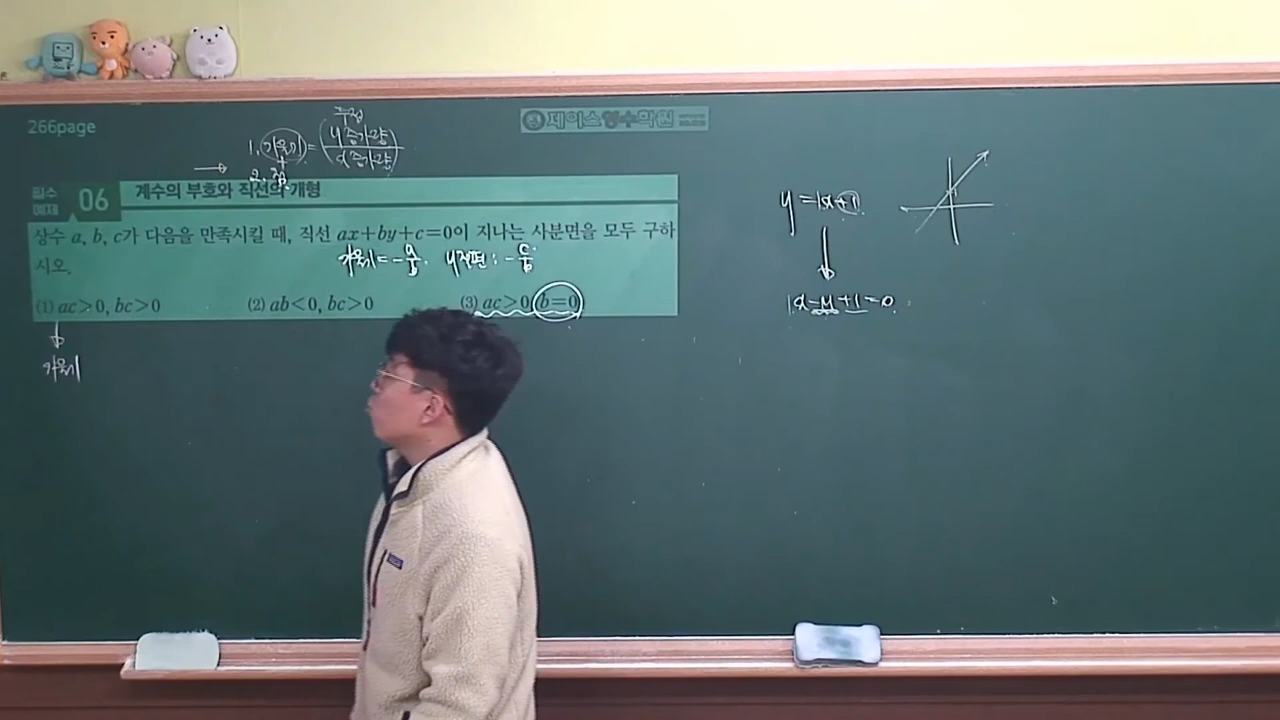 266page
제이스영수학원
1. 기울기 = (y증가량/x증가량)
2.
필수
예제 06 계수의 부호와 직선의 개형
상수 a, b, c가 다음을 만족시킬 때, 직선 ax+by+c=0이 지나는 사분면을 모두 구하
시오.
기울기 = -a/b. y절편: -c/b
(1) ac>0, bc>0 (2) ab<0, bc>0 (3) ac>0, b=0
기울기
y=1x+1
1x-y+1=0